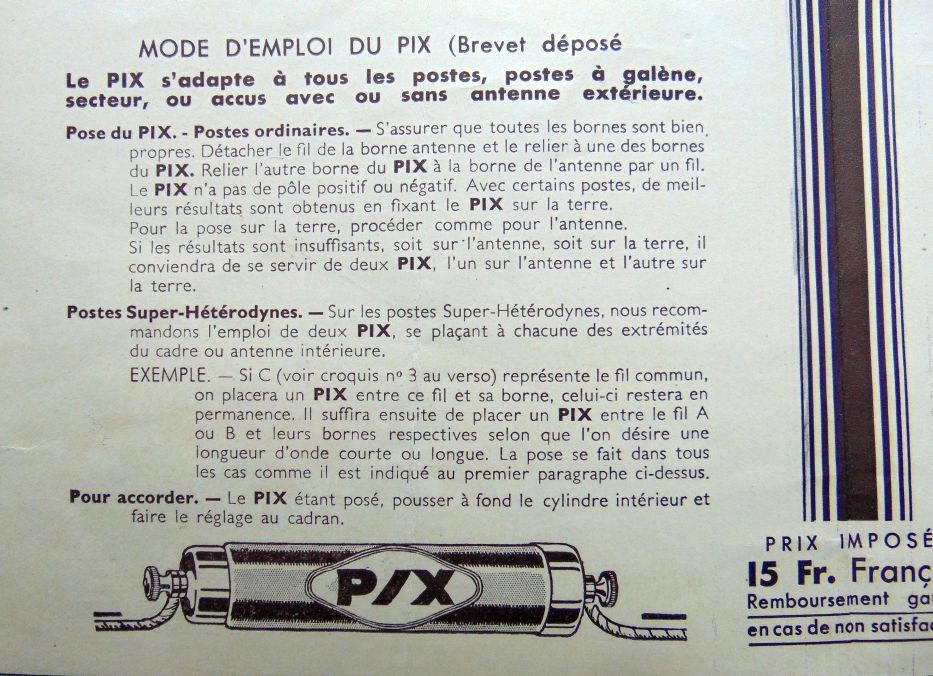 MODE D'EMPLOI DU PIX (Brevet déposé
Le PIX s'adapte à tous les postes, postes à galène,
secteur, ou accus avec ou sans antenne extérieure.
Pose du PIX. - Postes ordinaires. — S'assurer que toutes les bornes sont bien
propres. Détacher le fil de la borne antenne et le relier à une des bornes
du PIX. Relier l'autre borne du PIX à la borne de l'antenne par un fil.
Le PIX n'a pas de pôle positif ou négatif. Avec certains postes, de meil-
leurs résultats sont obtenus en fixant le PIX sur la terre.
Pour la pose sur la terre, procéder comme pour l'antenne.
Si les résultats sont insuffisants, soit sur l'antenne, soit sur la terre, il
conviendra de se servir de deux PIX, l'un sur l'antenne et l'autre sur
la terre.
Postes Super-Hétérodynes. — Sur les postes Super-Hétérodynes, nous recom-
mandons l'emploi de deux PIX, se plaçant à chacune des extrémités
du cadre ou antenne intérieure.
EXEMPLE. — Si C (voir croquis nº 3 au verso) représente le fil commun,
on placera un PIX entre ce fil et sa borne, celui-ci restera en
permanence. Il suffira ensuite de placer un PIX entre le fil A
ou B et leurs bornes respectives selon que l'on désire une
longueur d'onde courte ou longue. La pose se fait dans tous
les cas comme il est indiqué au premier paragraphe ci-dessus.
Pour accorder. — Le PIX étant posé, pousser à fond le cylindre intérieur et
faire le réglage au cadran.
PIX
PRIX IMPOSÉ
15 Fr. Franç
Remboursement ga
en cas de non satisfac